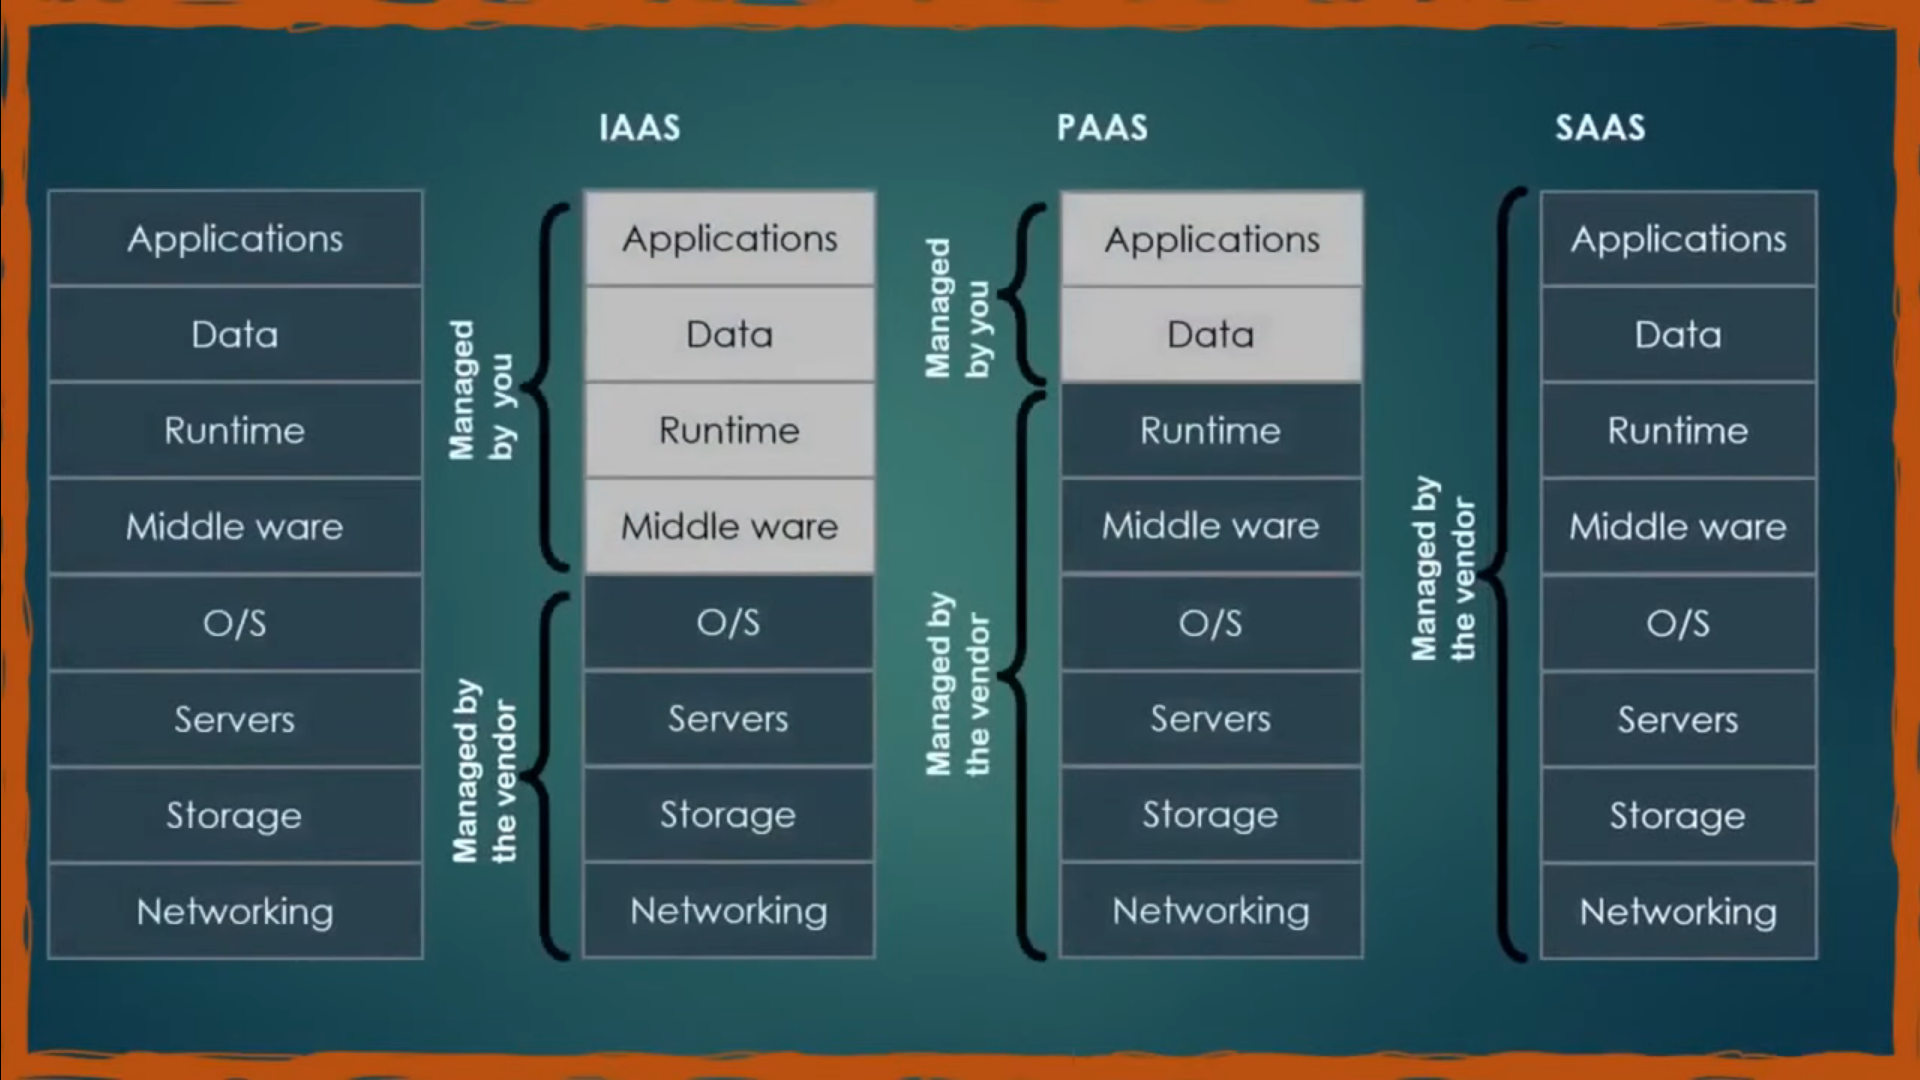 IAAS
PAAS
SAAS
Applications
Data
Runtime
Middle ware
O/S
Servers
Storage
Networking
Managed
by you
Managed by
the vendor
Applications
Data
Runtime
Middle ware
O/S
Servers
Storage
Networking
Managed
by you
Managed by
the vendor
Applications
Data
Runtime
Middle ware
O/S
Servers
Storage
Networking
Managed by
the vendor
Applications
Data
Runtime
Middle ware
O/S
Servers
Storage
Networking